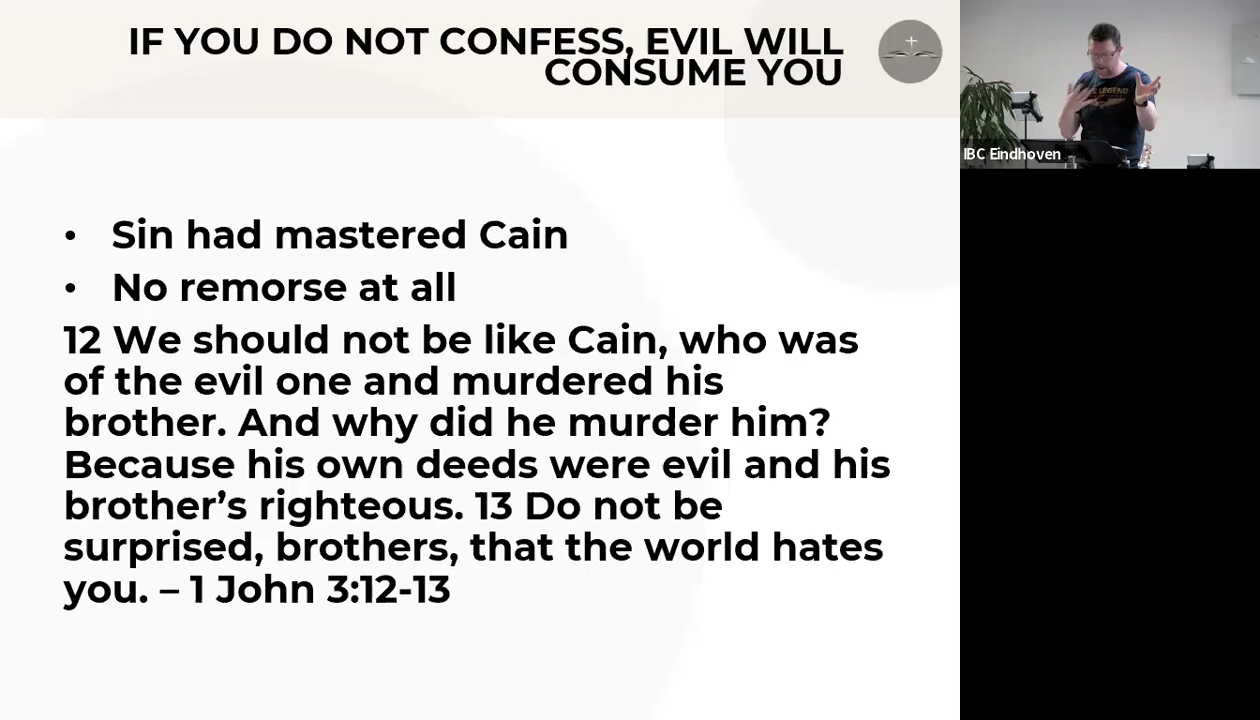 IF YOU DO NOT CONFESS, EVIL WILL
CONSUME YOU
• Sin had mastered Cain
• No remorse at all
12 We should not be like Cain, who was
of the evil one and murdered his
brother. And why did he murder him?
Because his own deeds were evil and his
brother’s righteous. 13 Do not be
surprised, brothers, that the world hates
you. – 1 John 3:12-13
LEGEND
IBC Eindhoven